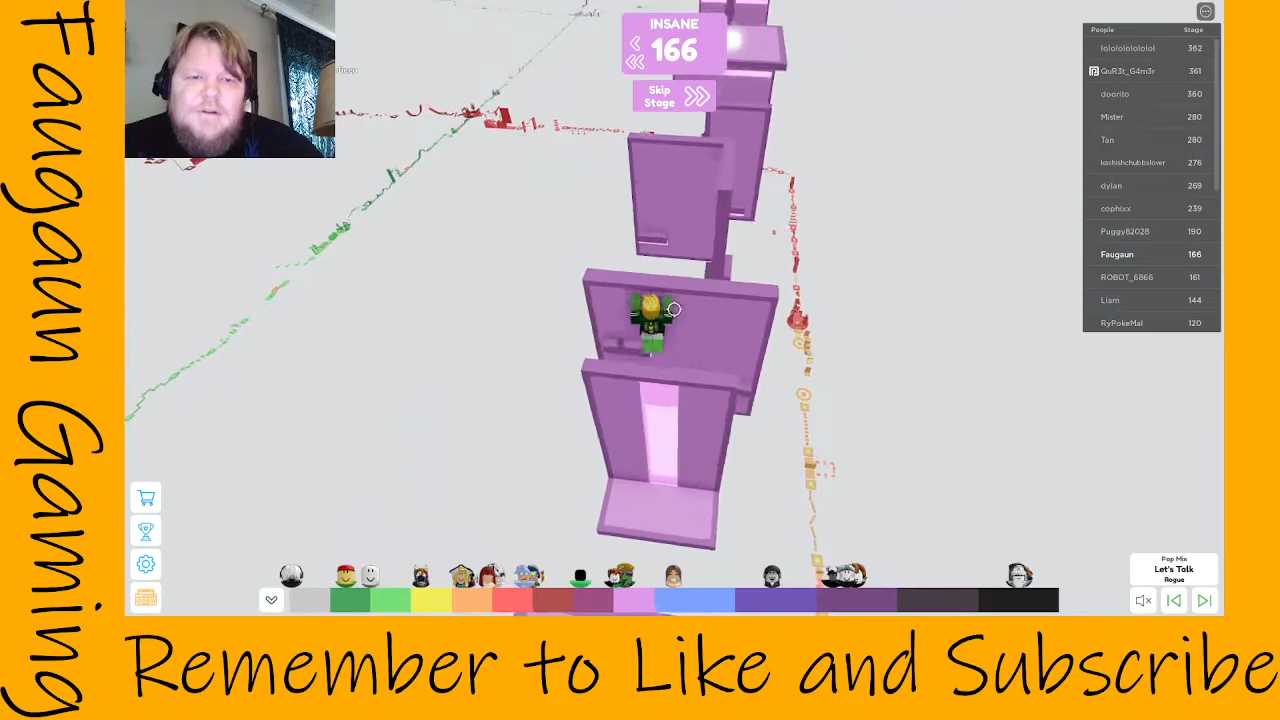 Faugaun Gaming
diego
INSANE
166
Skip
Stage
People Stage
lolololololol 362
QuR3t_G4m3r 361
doorito 360
Mister 280
Tan 280
kashishchubbslover 276
dylan 269
cophixx 239
Puggy82028 190
Faugaun 166
ROBOT_6866 161
Liam 144
RyPokeMal 120
Pop Mix
Let's Talk
Rogue
Remember to Like and Subscribe